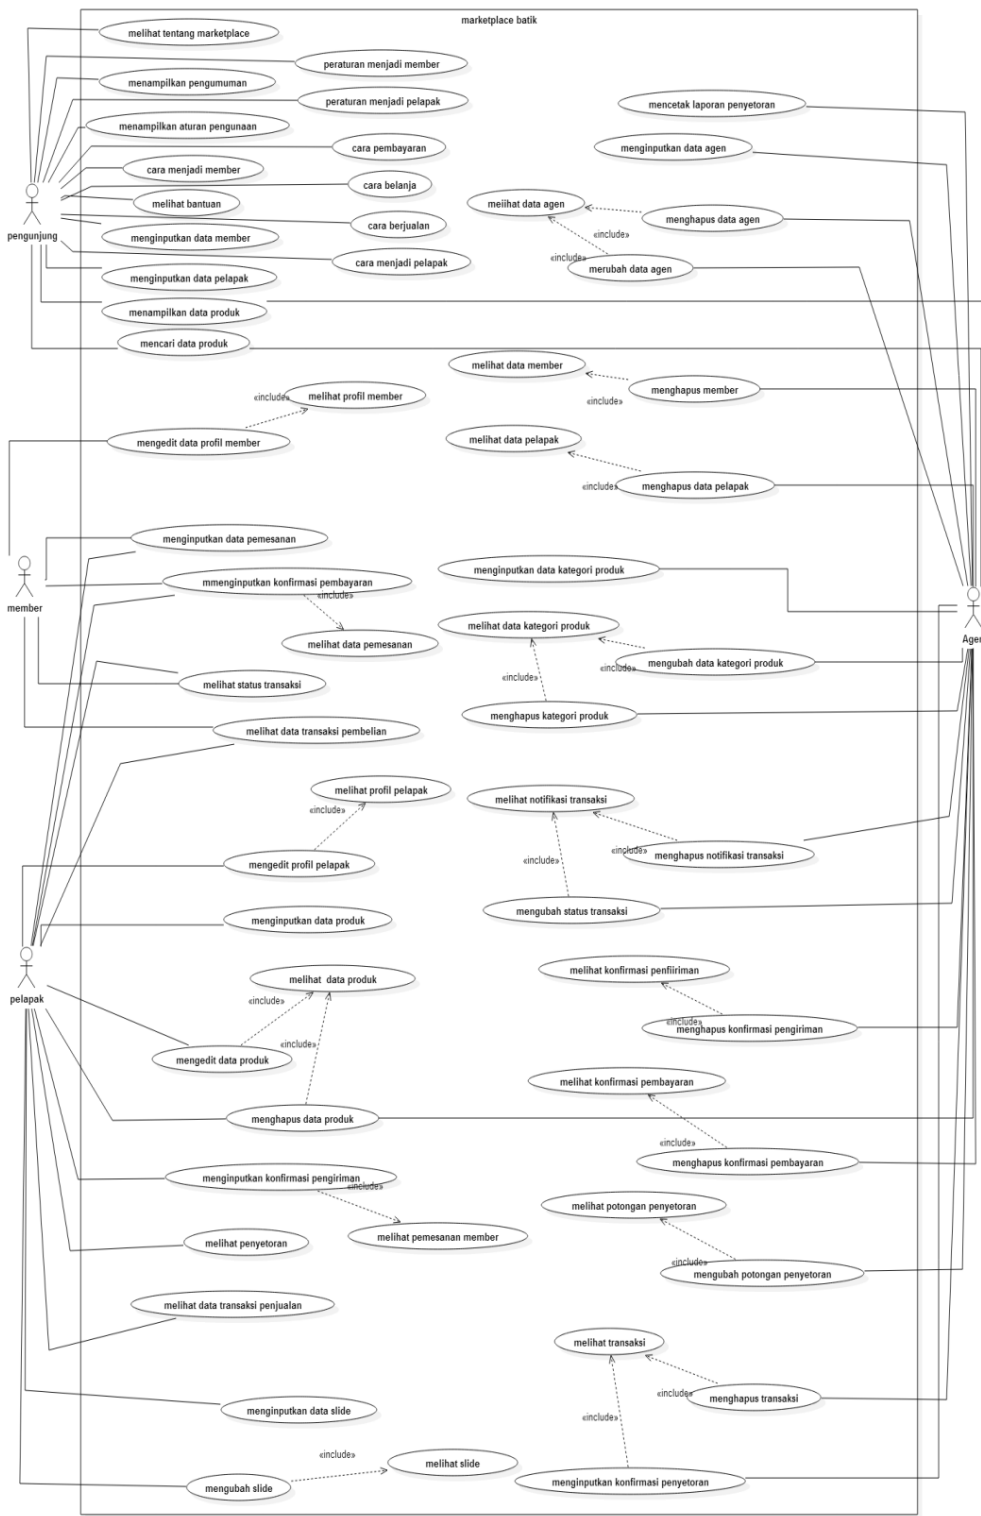 marketplace batik
melihat tentang marketplace
peraturan menjadi member
menampilkan pengumuman
peraturan menjadi pelapak
mencetak laporan penyetoran
menampilkan aturan pengunaan
cara pembayaran
menginputkan data agen
cara menjadi member
cara belanja
melihat bantuan
meiihat data agen
menghapus data agen
pengunjung
menginputkan data member
cara berjualan
«include»
cara menjadi pelapak
«include»
merubah data agen
menginputkan data pelapak
menampilkan data produk
mencari data produk
melihat data member
menghapus member
«include»
melihat profil member
«include»
mengedit data profil member
melihat data pelapak
«include»
menghapus data pelapak
menginputkan data pemesanan
member
mmenginputkan konfirmasi pembayaran
«include»
menginputkan data kategori produk
melihat data pemesanan
melihat data kategori produk
Agen
«include»
mengubah data kategori produk
melihat status transaksi
«include»
menghapus kategori produk
melihat data transaksi pembelian
melihat profil pelapak
«include»
melihat notifikasi transaksi
mengedit profil pelapak
«include»
menghapus notifikasi transaksi
«include»
menginputkan data produk
mengubah status transaksi
pelapak
melihat data produk
«include»
melihat konfirmasi penfiiriman
«include»
menghapus konfirmasi pengiriman
«include»
mengedit data produk
melihat konfirmasi pembayaran
menghapus data produk
«include»
menghapus konfirmasi pembayaran
menginputkan konfirmasi pengiriman
«include»
melihat potongan penyetoran
melihat pemesanan member
melihat penyetoran
«include»
mengubah potongan penyetoran
melihat data transaksi penjualan
melihat transaksi
«include»
menghapus transaksi
menginputkan data slide
«include»
«include»
melihat slide
mengubah slide
menginputkan konfirmasi penyetoran